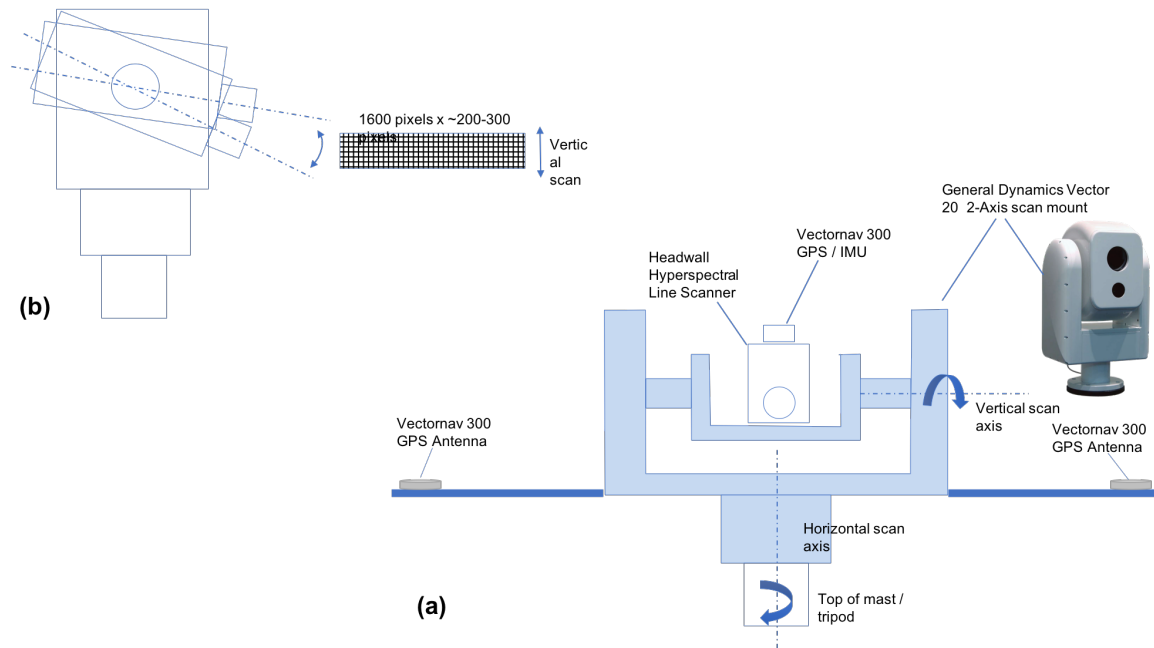 1600 pixels x ~200-300
pixels
Vertic
al
scan
(b)
General Dynamics Vector
20 2-Axis scan mount
Vectornav 300
GPS / IMU
Headwall
Hyperspectral
Line Scanner
Vertical scan
axis
Vectornav 300
GPS Antenna
Vectornav 300
GPS Antenna
Horizontal scan
axis
(a)
Top of mast /
tripod